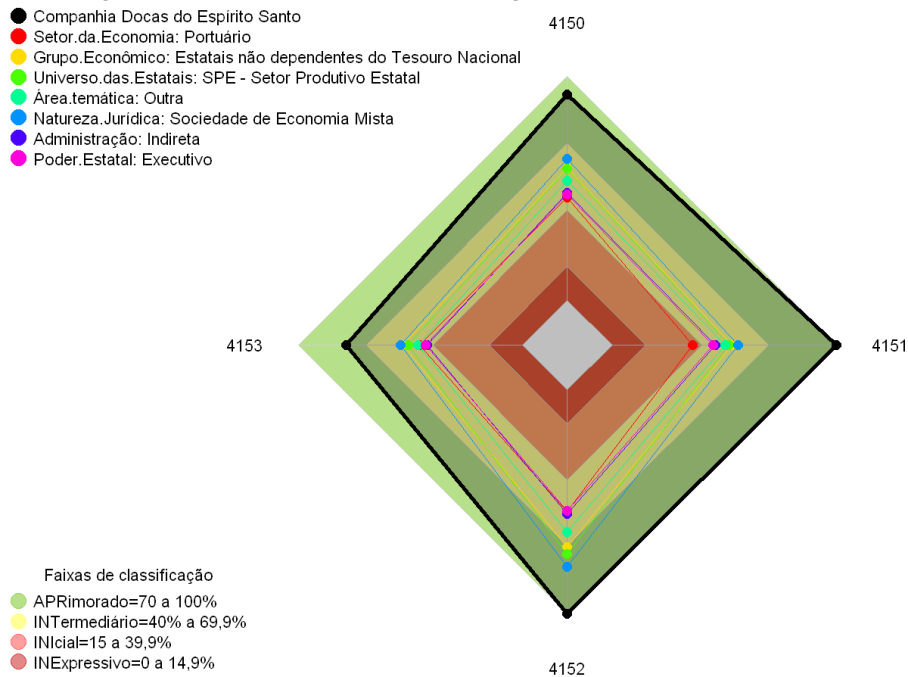 Companhia Docas do Espírito Santo
Setor.da.Economia: Portuário
Grupo.Econômico: Estatais não dependentes do Tesouro Nacional
Universo.das.Estatais: SPE - Setor Produtivo Estatal
Área.temática: Outra
Natureza.Jurídica: Sociedade de Economia Mista
Administração: Indireta
Poder.Estatal: Executivo
4150
4153
4151
Faixas de classificação
APRimorado=70 a 100%
INTermediário=40% a 69,9%
INIcial=15 a 39,9%
INExpressivo=0 a 14,9%
4152